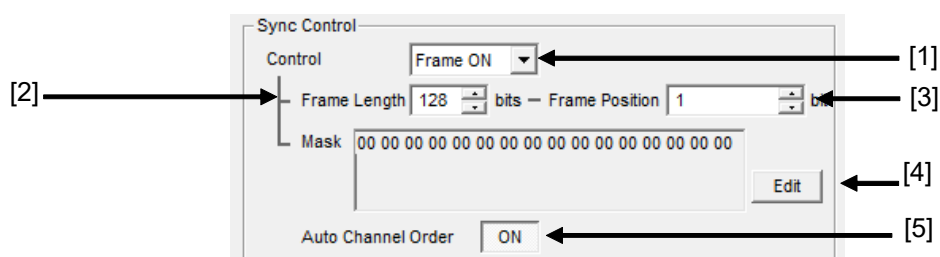 Sync Control
Control Frame ON [1]
[2] Frame Length 128 bits Frame Position 1 [3]
Mask 00 00 00 00 00 00 00 00 00 00 00 00 00 00 00 00
Edit [4]
Auto Channel Order ON [5]